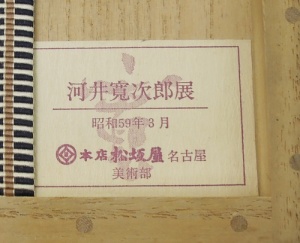 河井寛次郎展
昭和59年3月
本店 松坂屋 名古屋
美術部